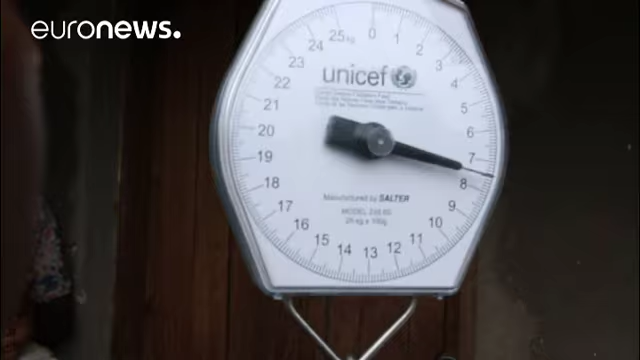 euronews.
25kg 0 1 2 3 4 5 6 7 8 9 10 11 12 13 14 15 16 17 18 19 20 21 22 23 24
unicef
Manufactured by SALTER
MODEL 235 6S
25 kg x 100g